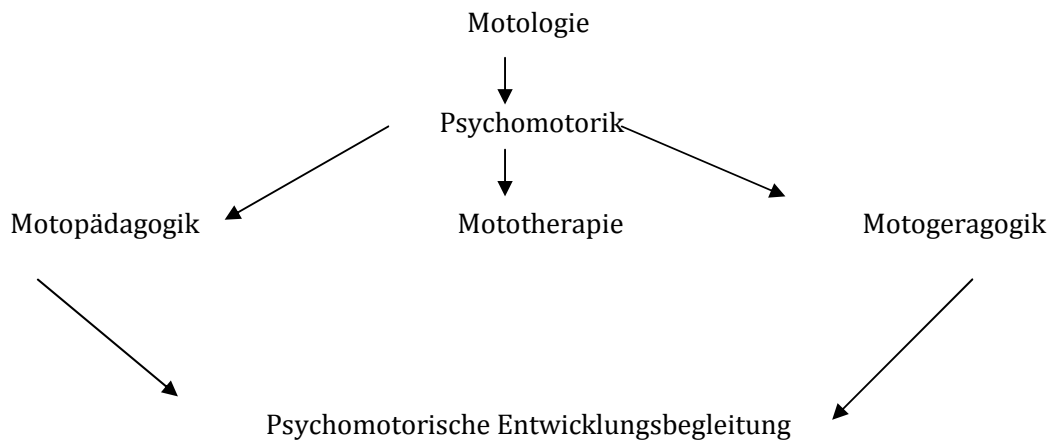 Motologie
Psychomotorik
Motopädagogik Mototherapie Motogeragogik
Psychomotorische Entwicklungsbegleitung